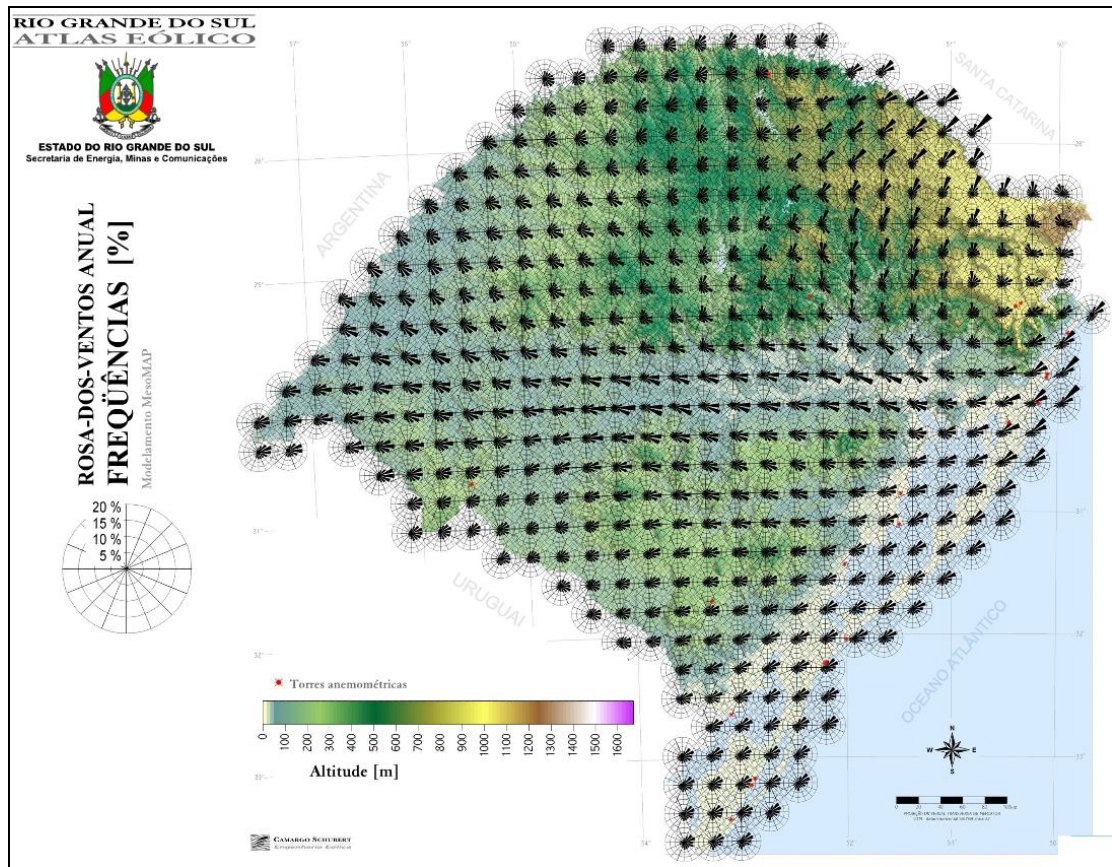 RIO GRANDE DO SUL
ATLAS EÓLICO
ESTADO DO RIO GRANDE DO SUL
Secretaria de Energia, Minas e Comunicações
ROSA-DOS-VENTOS ANUAL
FREQÜÊNCIAS [%]
Modelamento MesoMAP
20 %
15 %
10 %
5 %
ARGENTINA
SANTA CATARINA
URUGUAI
OCEANO ATLÂNTICO
Torres anemométricas
0 100 200 300 400 500 600 700 800 900 1000 1100 1200 1300 1400 1500 1600
Altitude [m]
N
W E
S
CAMARGO SCHUBERT
Engenharia Eólica